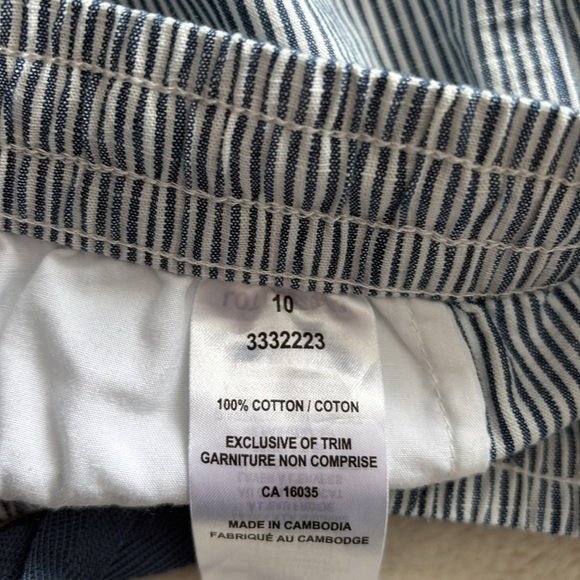 10
3332223
100% COTTON / COTON
EXCLUSIVE OF TRIM
GARNITURE NON COMPRISE
CA 16035
MADE IN CAMBODIA
FABRIQUÉ AU CAMBODGE